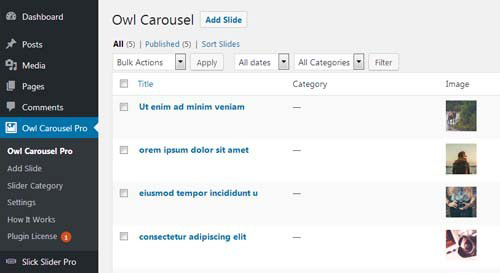 Dashboard
Posts
Media
Pages
Comments
Owl Carousel Pro
Owl Carousel Pro
Add Slide
Slider Category
Settings
How It Works
Plugin License 1
Slick Slider Pro
Owl Carousel Add Slide
All (5) | Published (5) | Sort Slides
Bulk Actions Apply All dates All Categories Filter
Title Category Image
Ut enim ad minim veniam —
orem ipsum dolor sit amet —
eiusmod tempor incididunt u —
consectetur adipiscing elit —